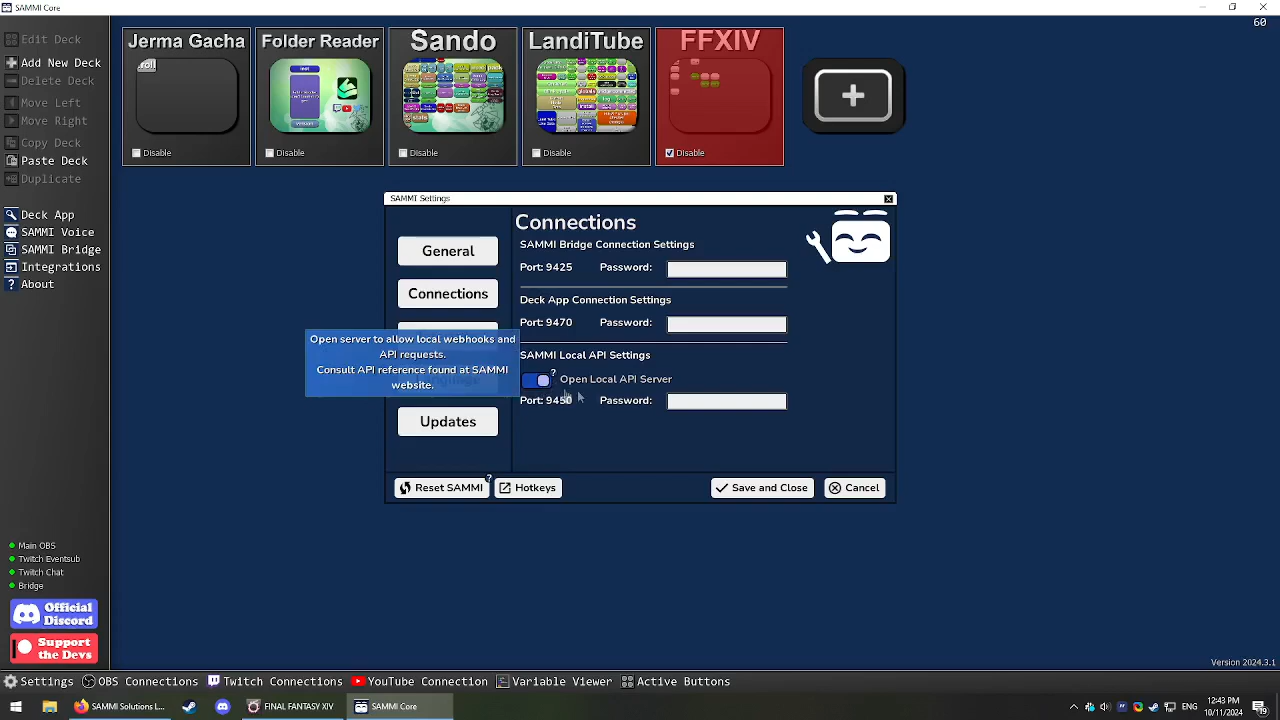 SAMMI Core
60
Edit Deck
Add New Deck
Delete Deck
Move Left
Move Right
Copy Deck
Paste Deck
Duplicate
Deck App
SAMMI Voice
SAMMI Bridge
Integrations
About
Jerma Gacha
rol
Disable
Folder Reader
Disable
Sando
Disable
LandiTube
Disable
FFXIV
Disable
SAMMI Settings
General
Connections
Updates
Connections
SAMMI Bridge Connection Settings
Port: 9425 Password:
Deck App Connection Settings
Port: 9470 Password:
SAMMI Local API Settings
? Open Local API Server
Port: 9450 Password:
Open server to allow local webhooks and
API requests.
Consult API reference found at SAMMI
website.
Reset SAMMI ?
Hotkeys
Save and Close
Cancel
Main OBS
Twitch Eventsub
Twitch Chat
Bridge
Official
Discord
Support
the Devs
Version 2024.3.1
Settings
OBS Connections
Twitch Connections
YouTube Connection
Variable Viewer
Active Buttons
SAMMI Solutions L...
FINAL FANTASY XIV
SAMMI Core
12:43 PM
10/11/2024